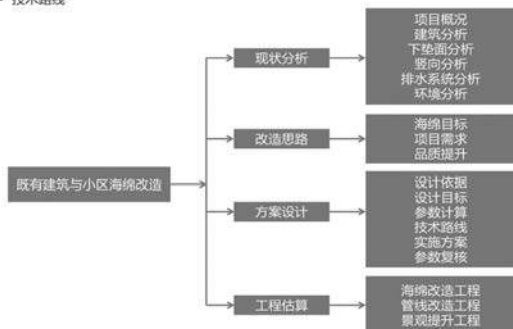 技术路线
既有建筑与小区海绵改造
现状分析
项目概况
建筑分析
下垫面分析
竖向分析
排水系统分析
环境分析
改造思路
海绵目标
项目需求
品质提升
方案设计
设计依据
设计目标
参数计算
技术路线
实施方案
参数复核
工程估算
海绵改造工程
管线改造工程
景观提升工程